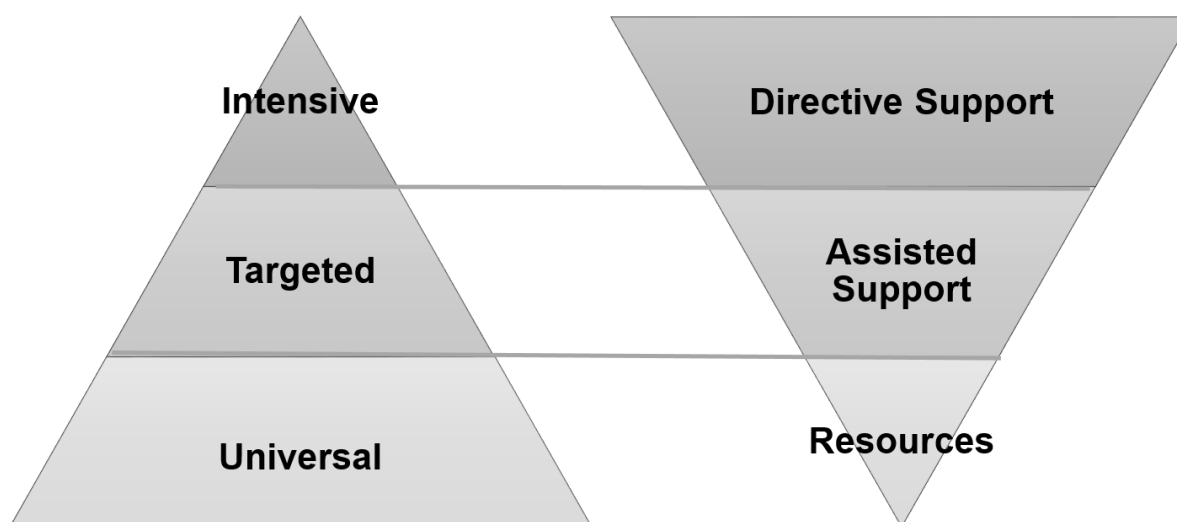 Intensive
Directive Support
Targeted
Assisted
Support
Universal
Resources